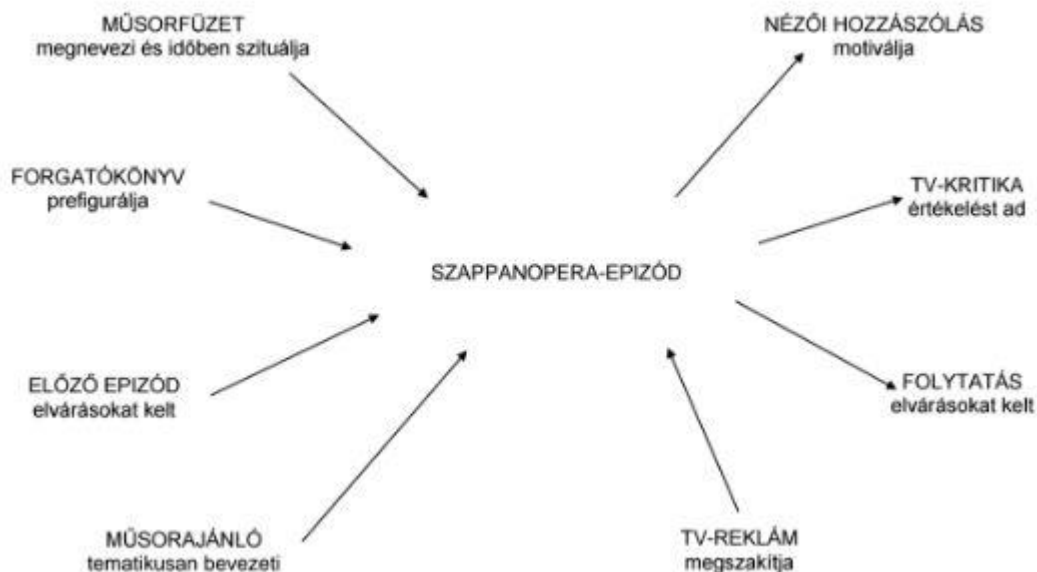 MŰSORFÜZET
megnevezi és időben szituálja
NÉZŐI HOZZÁSZÓLÁS
motiválja
FORGATÓKÖNYV
prefigurálja
TV-KRITIKA
értékelést ad
SZAPPANOPERA-EPIZÓD
ELŐZŐ EPIZÓD
elvárásokat kelt
FOLYTATÁS
elvárásokat kelt
MŰSORAJÁNLÓ
tematikusan bevezeti
TV-REKLÁM
megszakítja